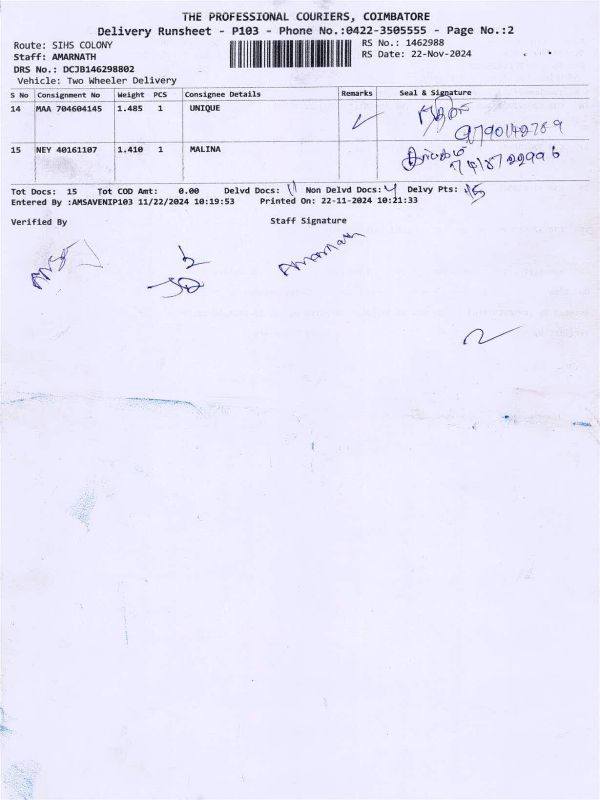 THE PROFESSIONAL COURIERS, COIMBATORE
Delivery Runsheet - P103 - Phone No.:0422-3505555 - Page No.:2
Route: SIHS COLONY RS No.: 1462988
Staff: AMARNATH RS Date: 22-Nov-2024
DRS No.: DCJB146298802
Vehicle: Two Wheeler Delivery
S No Consignment No Weight PCS Consignee Details Remarks Seal & Signature
14 MAA 704604145 1.485 1 UNIQUE
9790142789
15 NEY 40161107 1.410 1 MALINA
Tot Docs: 15 Tot COD Amt: 0.00 Delvd Docs: 11 Non Delvd Docs: 4 Delvy Pts: 15
Entered By :AMSAVENIP103 11/22/2024 10:19:53 Printed On: 22-11-2024 10:21:33
Verified By Staff Signature
Amarnath